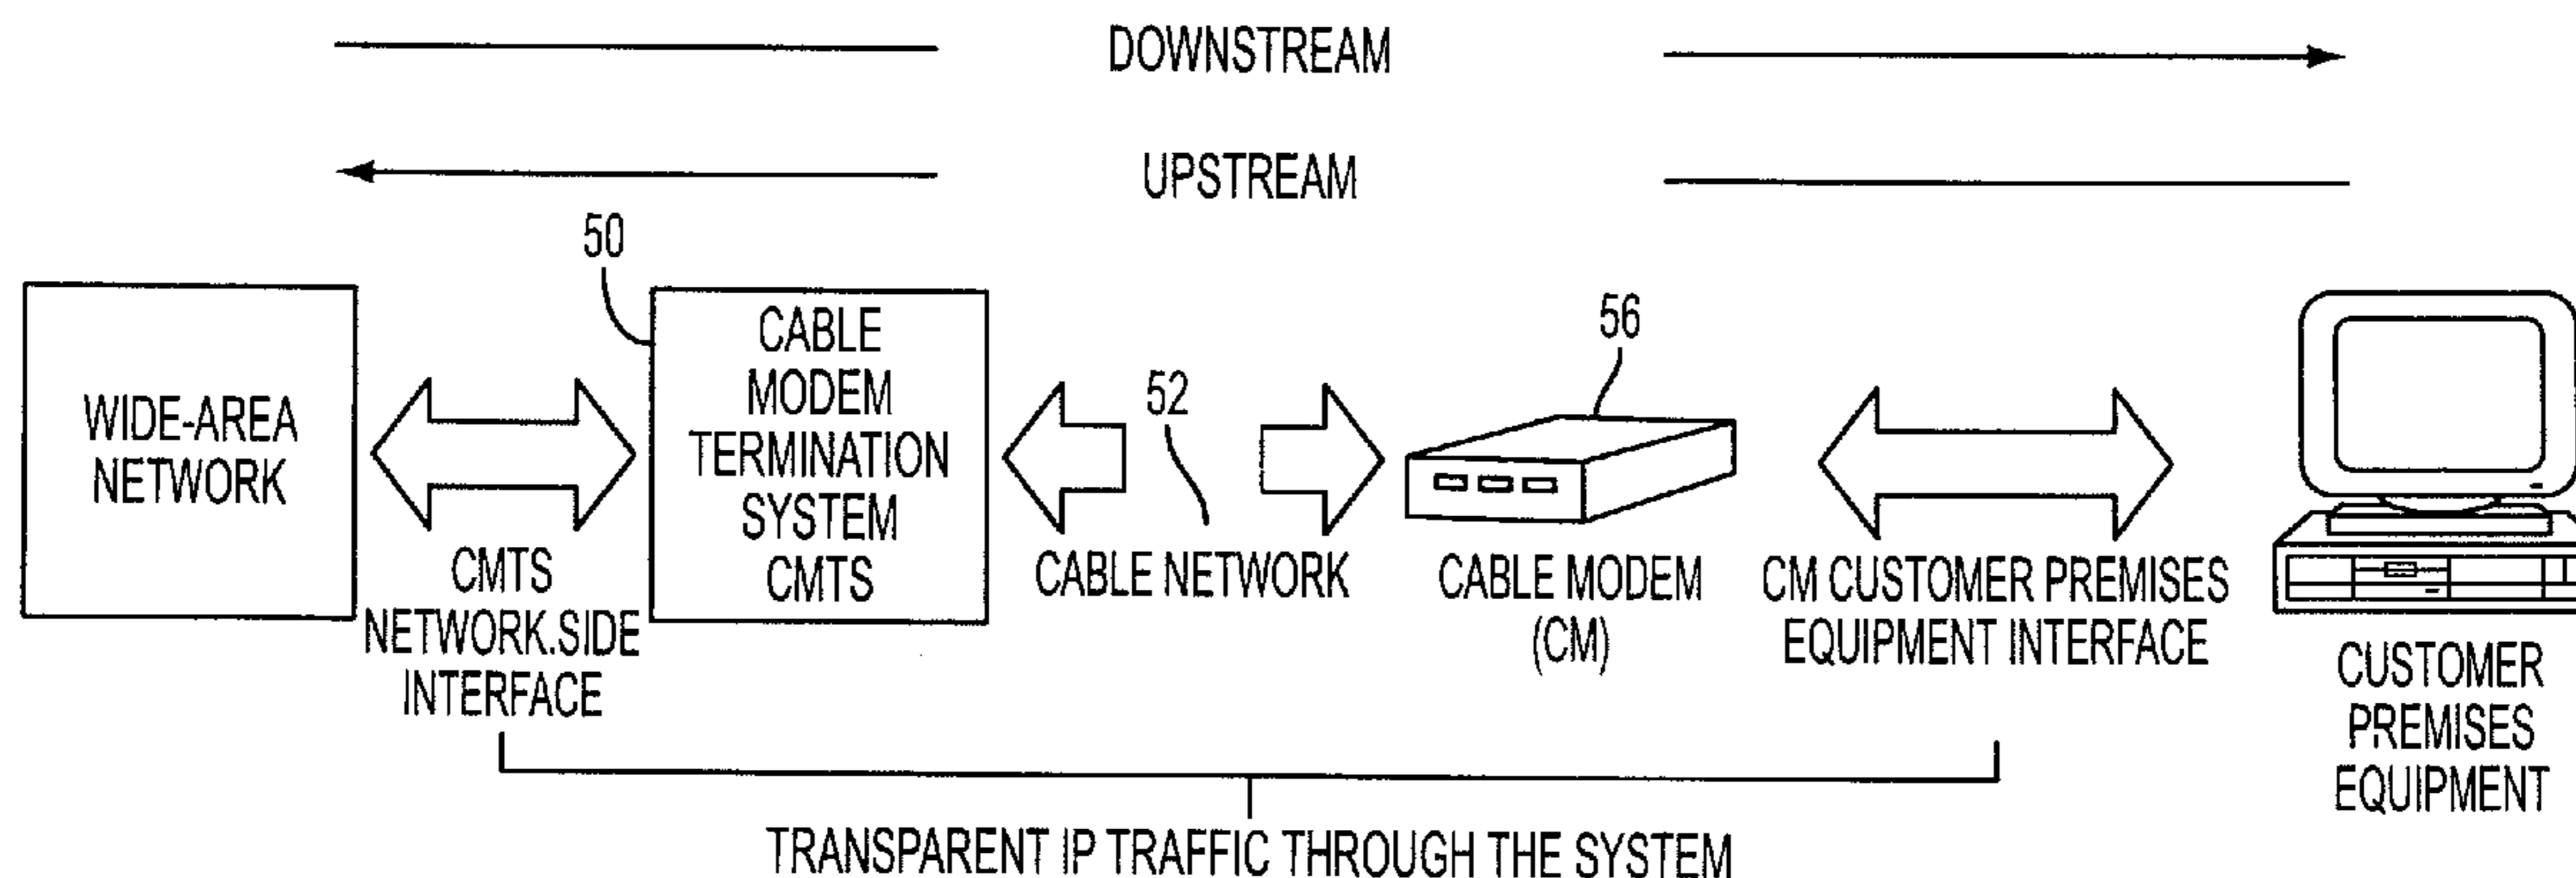 DOWNSTREAM
UPSTREAM
50
WIDE-AREA
NETWORK
CMTS
NETWORK.SIDE
INTERFACE
CABLE
MODEM
TERMINATION
SYSTEM
CMTS
52
CABLE NETWORK
56
CABLE MODEM
(CM)
CM CUSTOMER PREMISES
EQUIPMENT INTERFACE
CUSTOMER
PREMISES
EQUIPMENT
TRANSPARENT IP TRAFFIC THROUGH THE SYSTEM